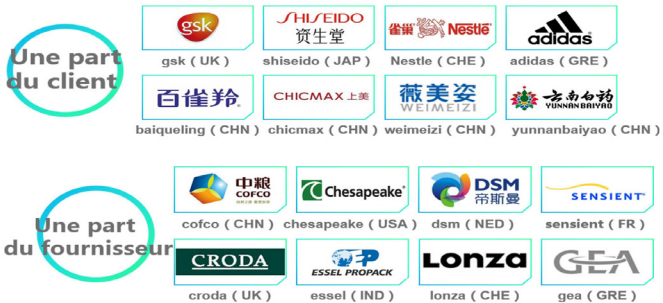 Une part
du client
gsk
SHISEIDO
资生堂
雀巢 Nestlé
adidas
gsk ( UK )
shiseido ( JAP )
Nestle ( CHE )
adidas ( GRE )
百雀羚
CHICMAX 上美
薇美姿
WEIMEIZI
云南白药
YUNNAN BAIYAO
baiqueling ( CHN )
chicmax ( CHN )
weimeizi ( CHN )
yunnanbaiyao ( CHN )
Une part
du fournisseur
中粮
COFCO
Chesapeake
DSM
帝斯曼
SENSIENT
cofco ( CHN )
chesapeake ( USA )
dsm ( NED )
sensient ( FR )
CRODA
EP
ESSEL PROPACK
Lonza
GEA
croda ( UK )
essel ( IND )
lonza ( CHE )
gea ( GRE )